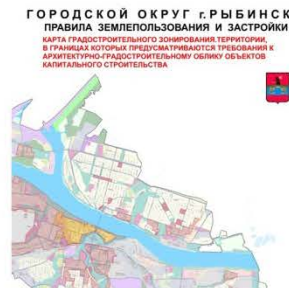 ГОРОДСКОЙ ОКРУГ г.РЫБИНСК
ПРАВИЛА ЗЕМЛЕПОЛЬЗОВАНИЯ И ЗАСТРОЙКИ
КАРТА ГРАДОСТРОИТЕЛЬНОГО ЗОНИРОВАНИЯ.ТЕРРИТОРИИ,
В ГРАНИЦАХ КОТОРЫХ ПРЕДУСМАТРИВАЮТСЯ ТРЕБОВАНИЯ К
АРХИТЕКТУРНО-ГРАДОСТРОИТЕЛЬНОМУ ОБЛИКУ ОБЪЕКТОВ
КАПИТАЛЬНОГО СТРОИТЕЛЬСТВА